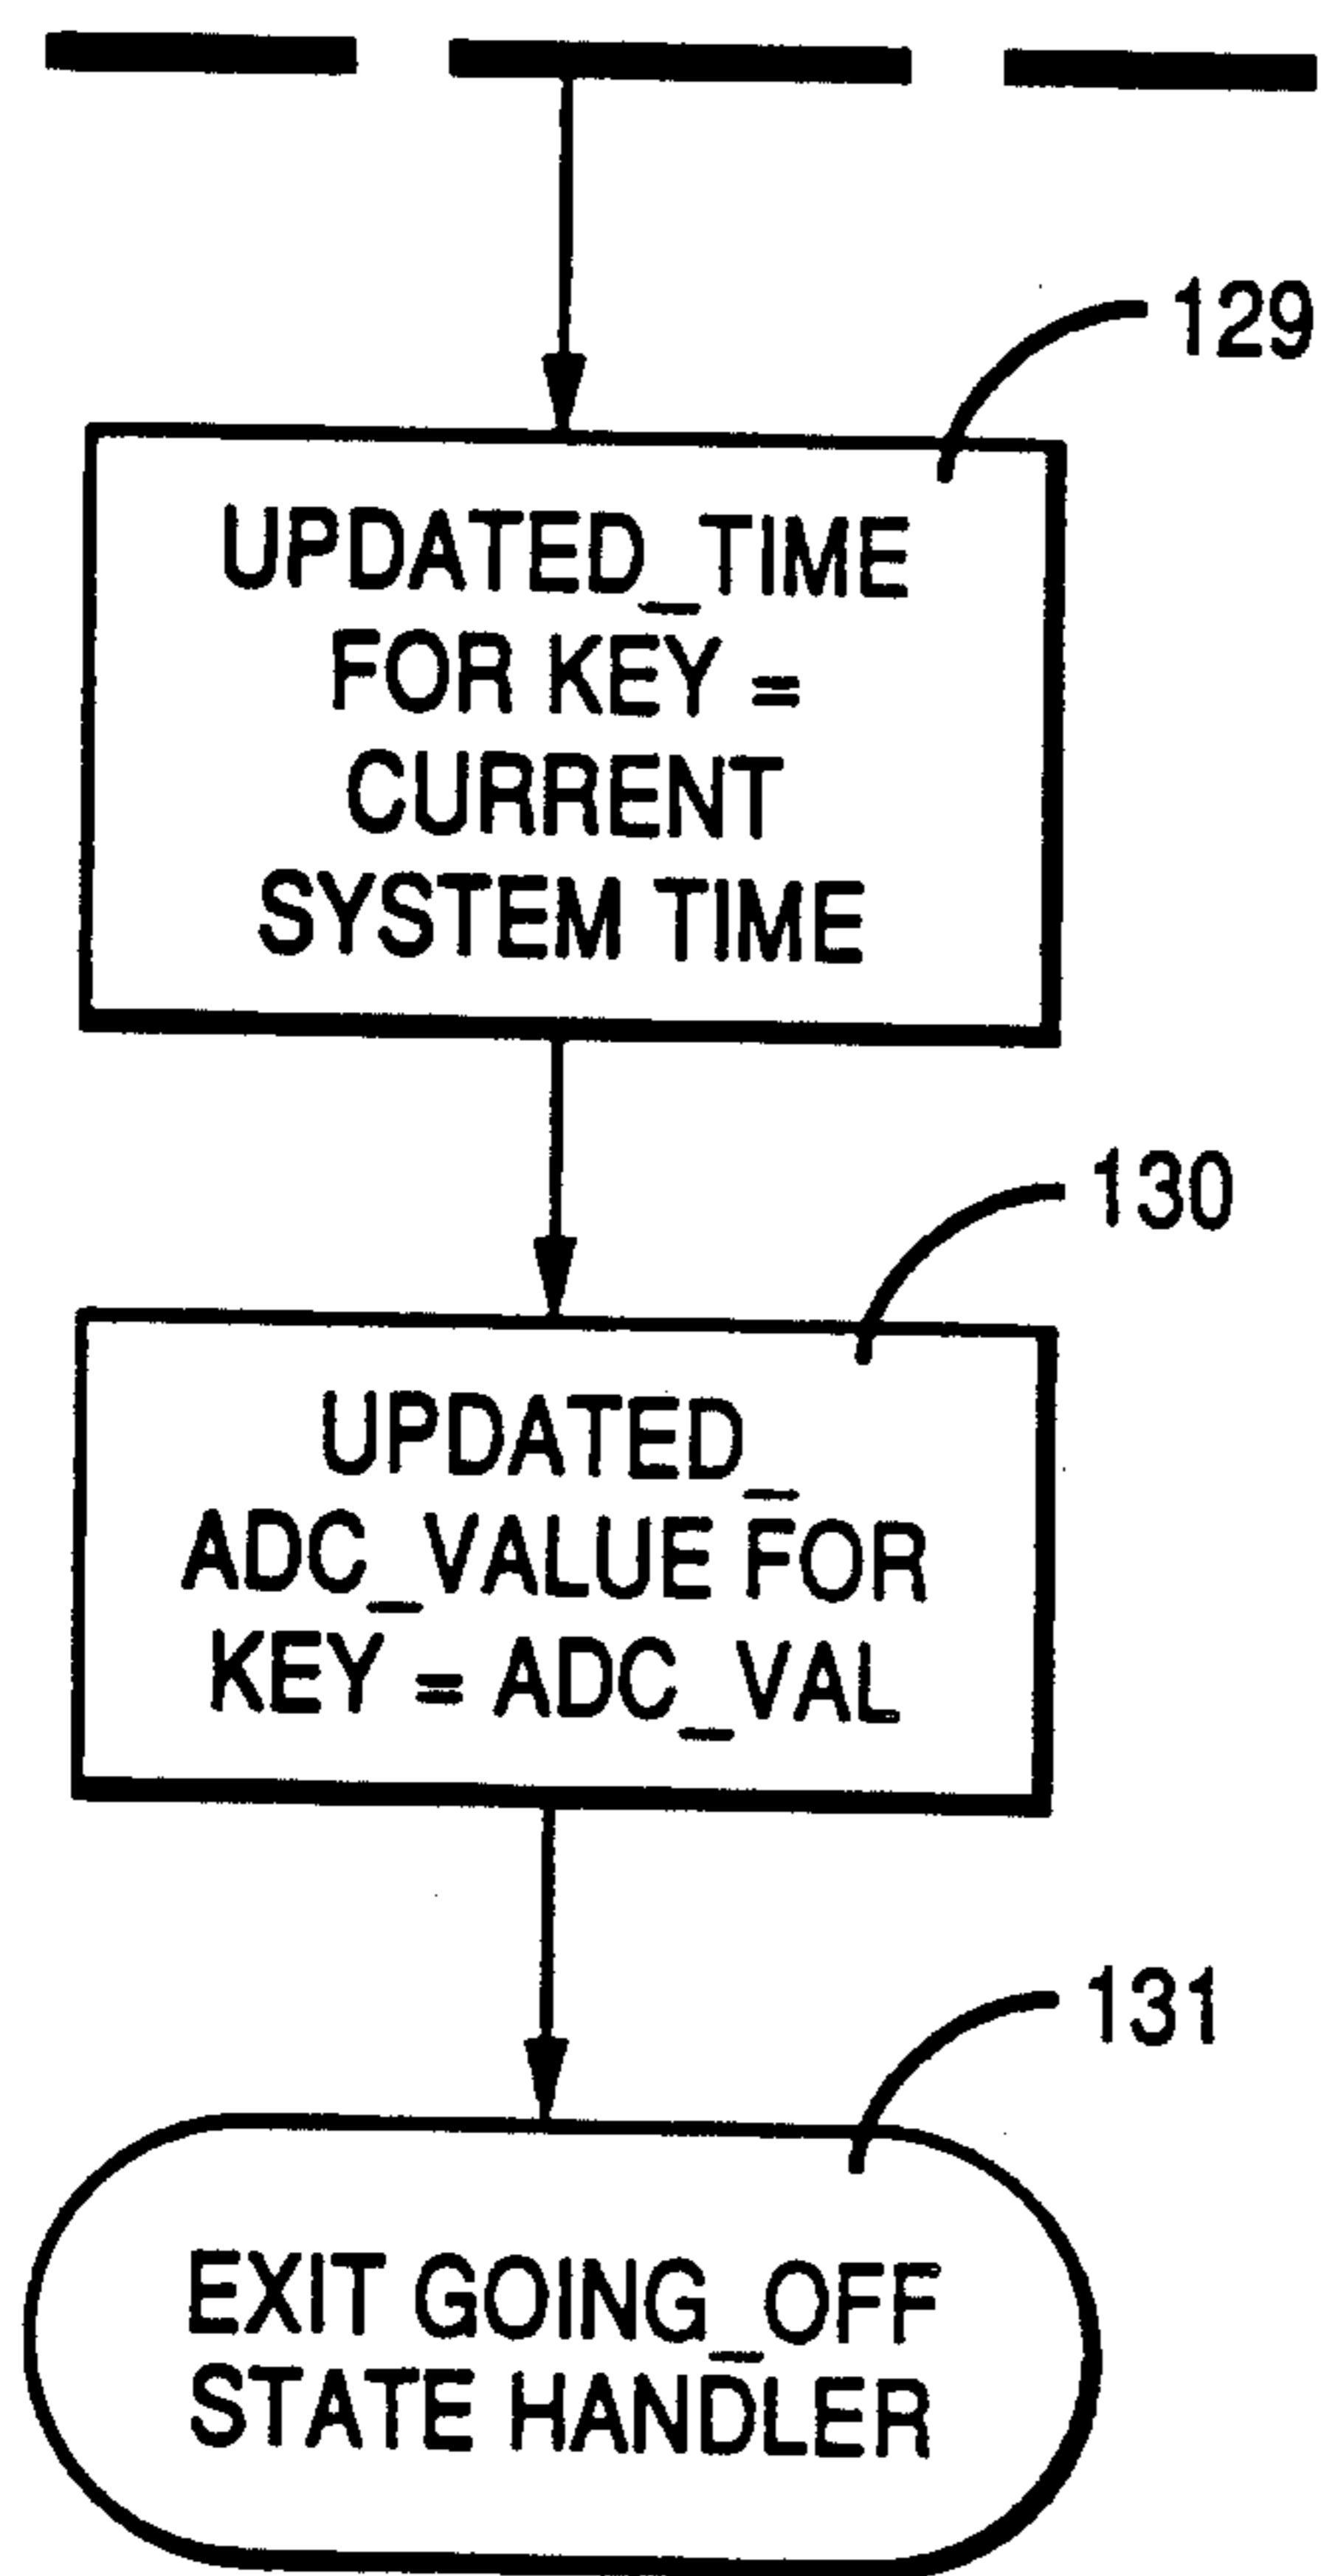 129
UPDATED_TIME
FOR KEY =
CURRENT
SYSTEM TIME
130
UPDATED_
ADC_VALUE FOR
KEY = ADC_VAL
131
EXIT GOING_OFF
STATE HANDLER